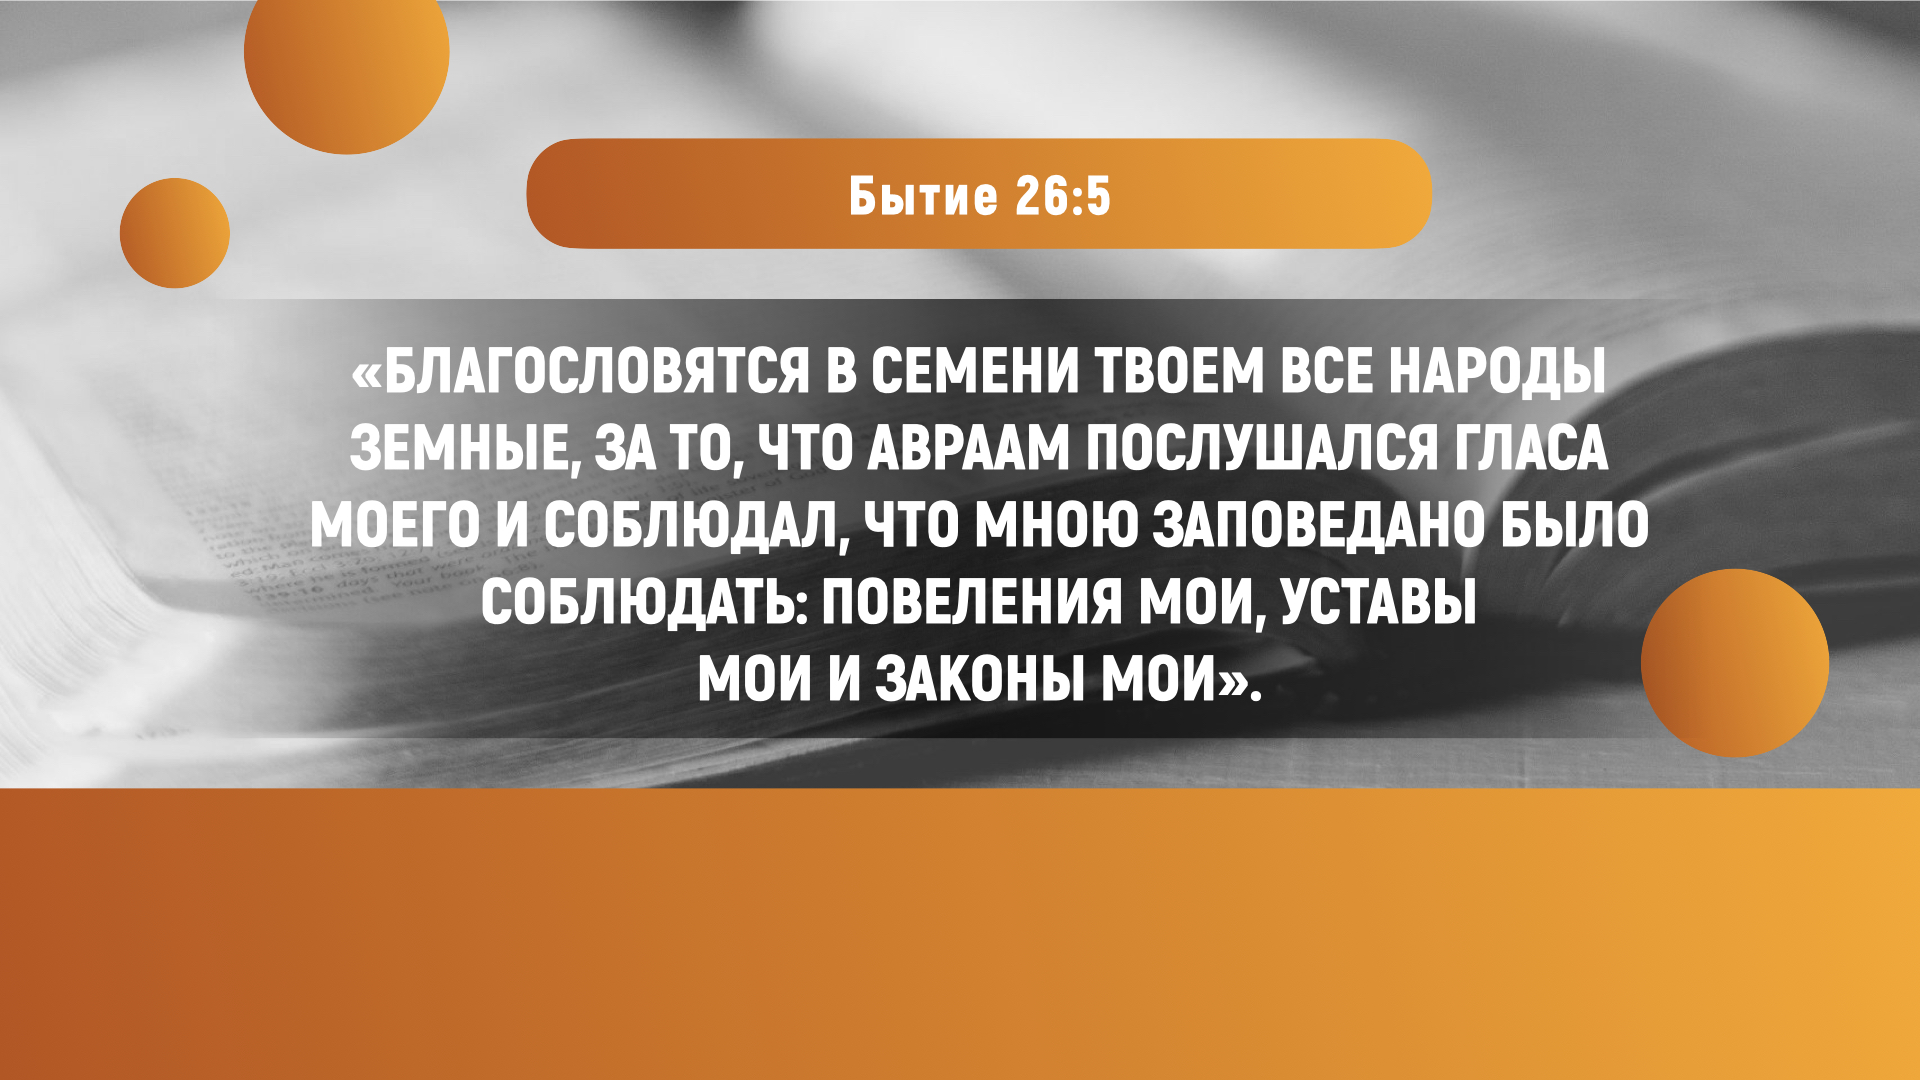 Бытие 26:5
«БЛАГОСЛОВЯТСЯ В СЕМЕНИ ТВОЕМ ВСЕ НАРОДЫ
ЗЕМНЫЕ, ЗА ТО, ЧТО АВРААМ ПОСЛУШАЛСЯ ГЛАСА
МОЕГО И СОБЛЮДАЛ, ЧТО МНОЮ ЗАПОВЕДАНО БЫЛО
СОБЛЮДАТЬ: ПОВЕЛЕНИЯ МОИ, УСТАВЫ
МОИ И ЗАКОНЫ МОИ».